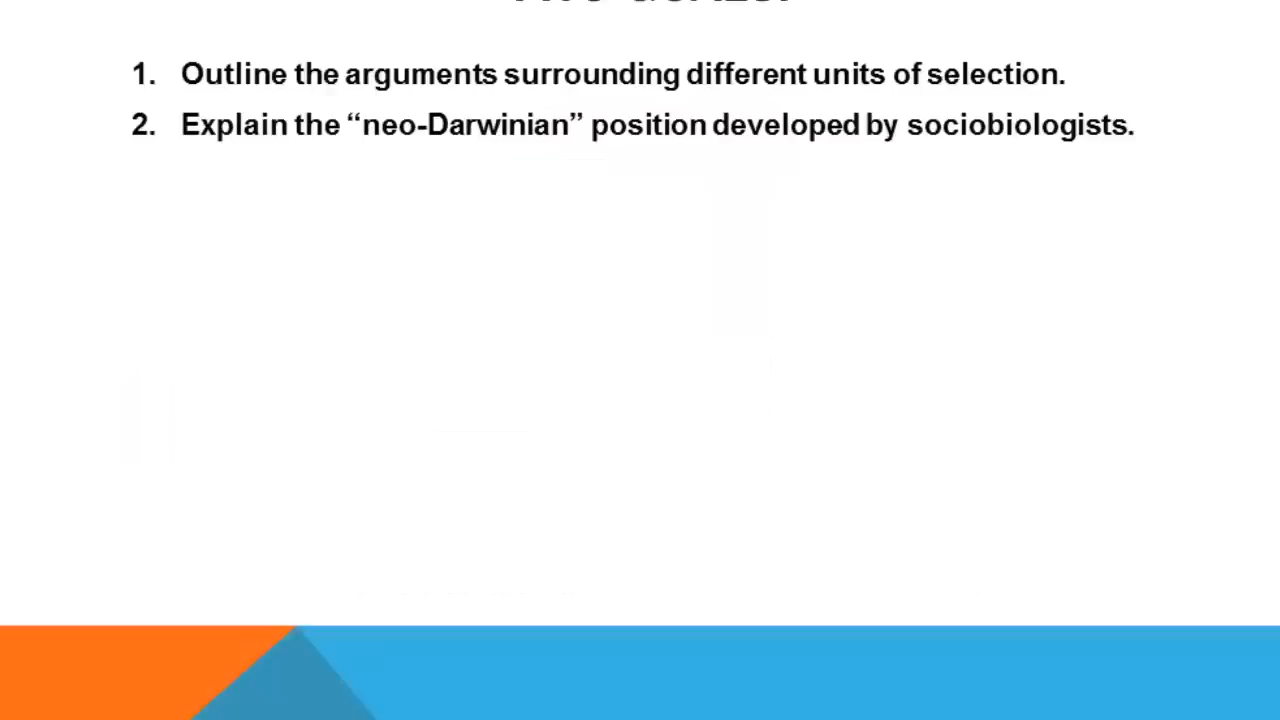 1. Outline the arguments surrounding different units of selection.
2. Explain the “neo-Darwinian” position developed by sociobiologists.